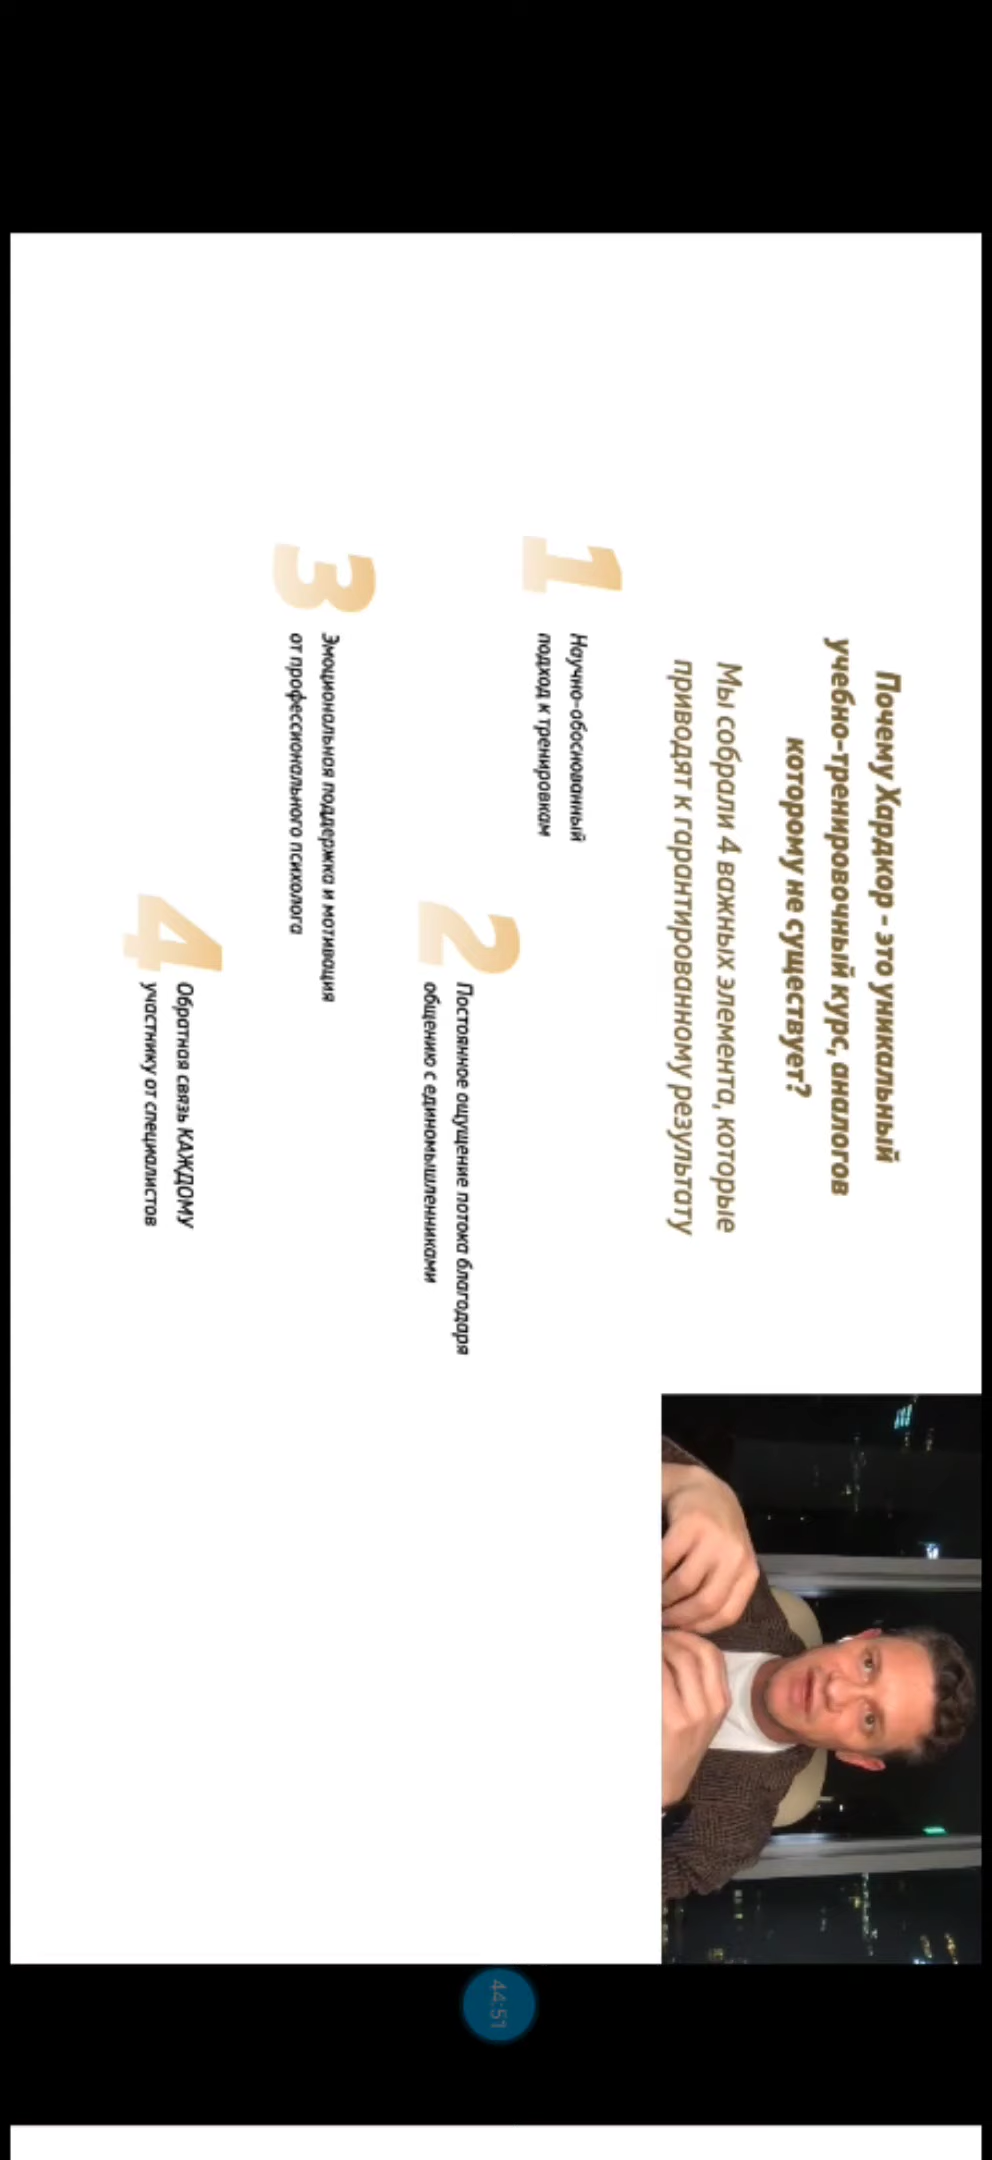 Почему Хардкор - это уникальный
учебно-тренировочный курс, аналогов
которому не существует?
Мы собрали 4 важных элемента, которые
приводят к гарантированному результату
1
Научно-обоснованный
подход к тренировкам
2
Постоянное ощущение потока благодаря
общению с единомышленниками
3
Эмоциональная поддержка и мотивация
от профессионального психолога
4
Обратная связь КАЖДОМУ
участнику от специалистов
44:51